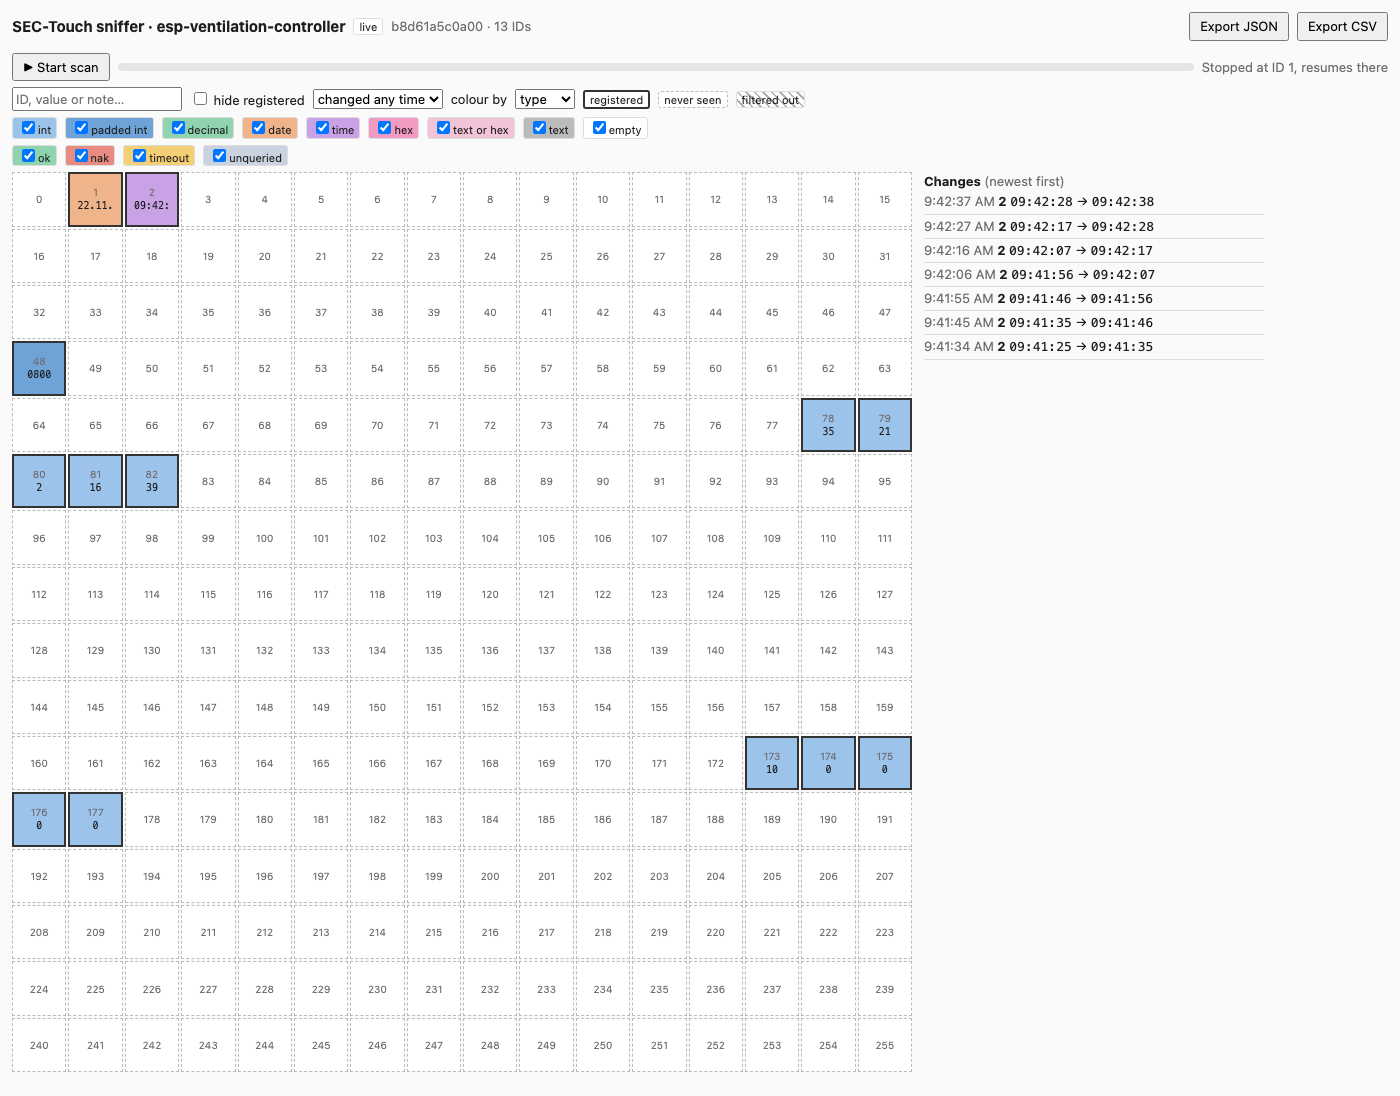 SEC-Touch sniffer · esp-ventilation-controller live b8d61a5c0a00 · 13 IDs Export JSON Export CSV
▶ Start scan Stopped at ID 1, resumes there
ID, value or note... hide registered changed any time colour by type registered never seen filtered out
int padded int decimal date time hex text or hex text empty
ok nak timeout unqueried
0 1 2 3 4 5 6 7 8 9 10 11 12 13 14 15
22.11. 09:42:
16 17 18 19 20 21 22 23 24 25 26 27 28 29 30 31
32 33 34 35 36 37 38 39 40 41 42 43 44 45 46 47
48 49 50 51 52 53 54 55 56 57 58 59 60 61 62 63
0800
64 65 66 67 68 69 70 71 72 73 74 75 76 77 78 79
35 21
80 81 82 83 84 85 86 87 88 89 90 91 92 93 94 95
2 16 39
96 97 98 99 100 101 102 103 104 105 106 107 108 109 110 111
112 113 114 115 116 117 118 119 120 121 122 123 124 125 126 127
128 129 130 131 132 133 134 135 136 137 138 139 140 141 142 143
144 145 146 147 148 149 150 151 152 153 154 155 156 157 158 159
160 161 162 163 164 165 166 167 168 169 170 171 172 173 174 175
10 0 0
176 177 178 179 180 181 182 183 184 185 186 187 188 189 190 191
0 0
192 193 194 195 196 197 198 199 200 201 202 203 204 205 206 207
208 209 210 211 212 213 214 215 216 217 218 219 220 221 222 223
224 225 226 227 228 229 230 231 232 233 234 235 236 237 238 239
240 241 242 243 244 245 246 247 248 249 250 251 252 253 254 255
Changes (newest first)
9:42:37 AM 2 09:42:28 → 09:42:38
9:42:27 AM 2 09:42:17 → 09:42:28
9:42:16 AM 2 09:42:07 → 09:42:17
9:42:06 AM 2 09:41:56 → 09:42:07
9:41:55 AM 2 09:41:46 → 09:41:56
9:41:45 AM 2 09:41:35 → 09:41:46
9:41:34 AM 2 09:41:25 → 09:41:35